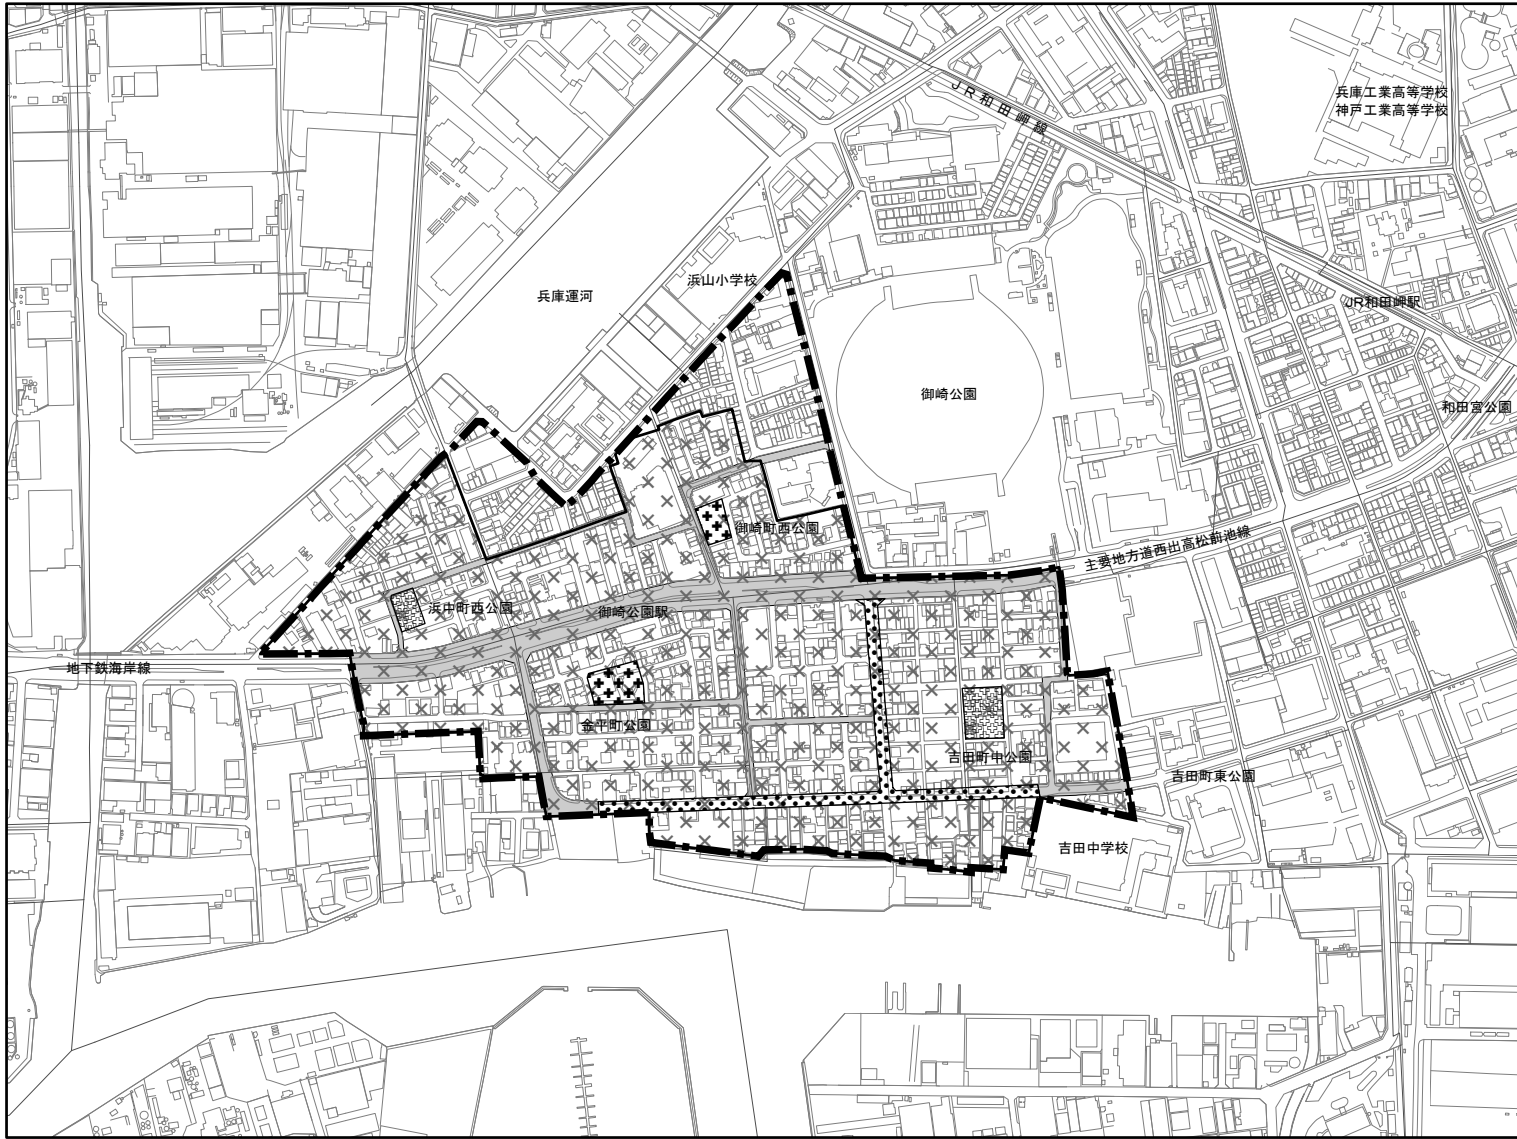 兵庫工業高等学校
神戸工業高等学校
JR和田岬線
浜山小学校
兵庫運河
JR和田岬駅
御崎公園
和田宮公園
御崎町西公園
主要地方道西出高松前池線
浜中町西公園
御崎公園駅
地下鉄海岸線
金平町公園
吉田町中公園
吉田町東公園
吉田中学校